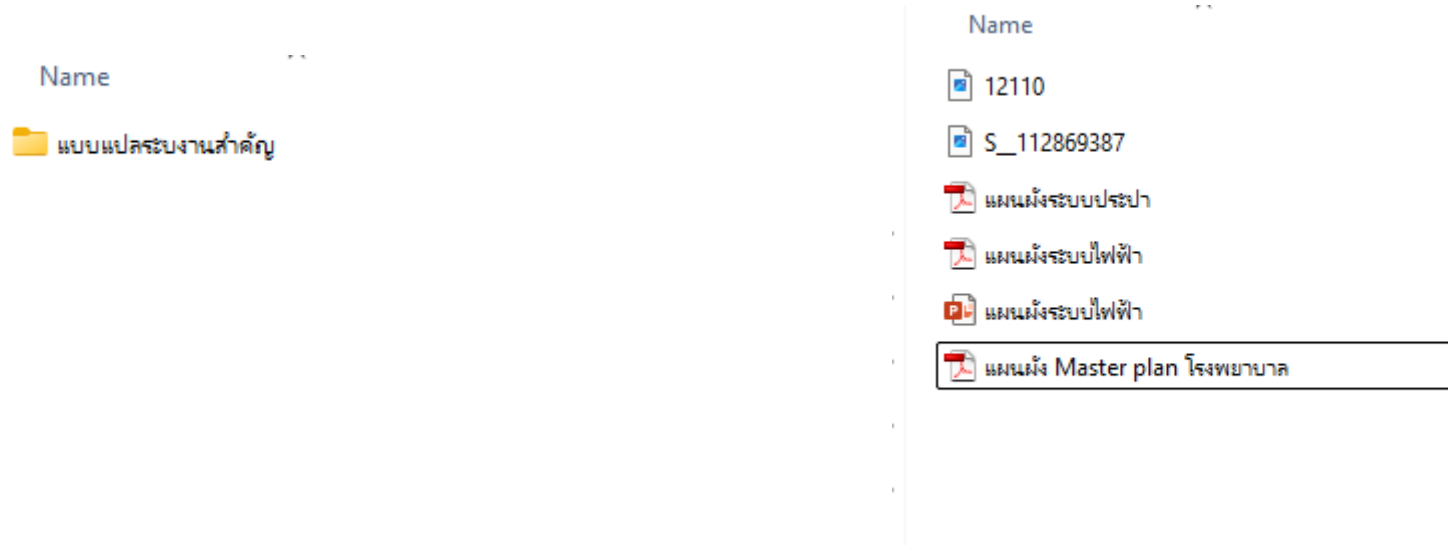 Name
แบบแปลระบงานสำคัญ
Name
12110
S__112869387
แผนผังระบบประปา
แผนผังระบบไฟฟ้า
แผนผังระบบไฟฟ้า
แผนผัง Master plan โรงพยาบาล